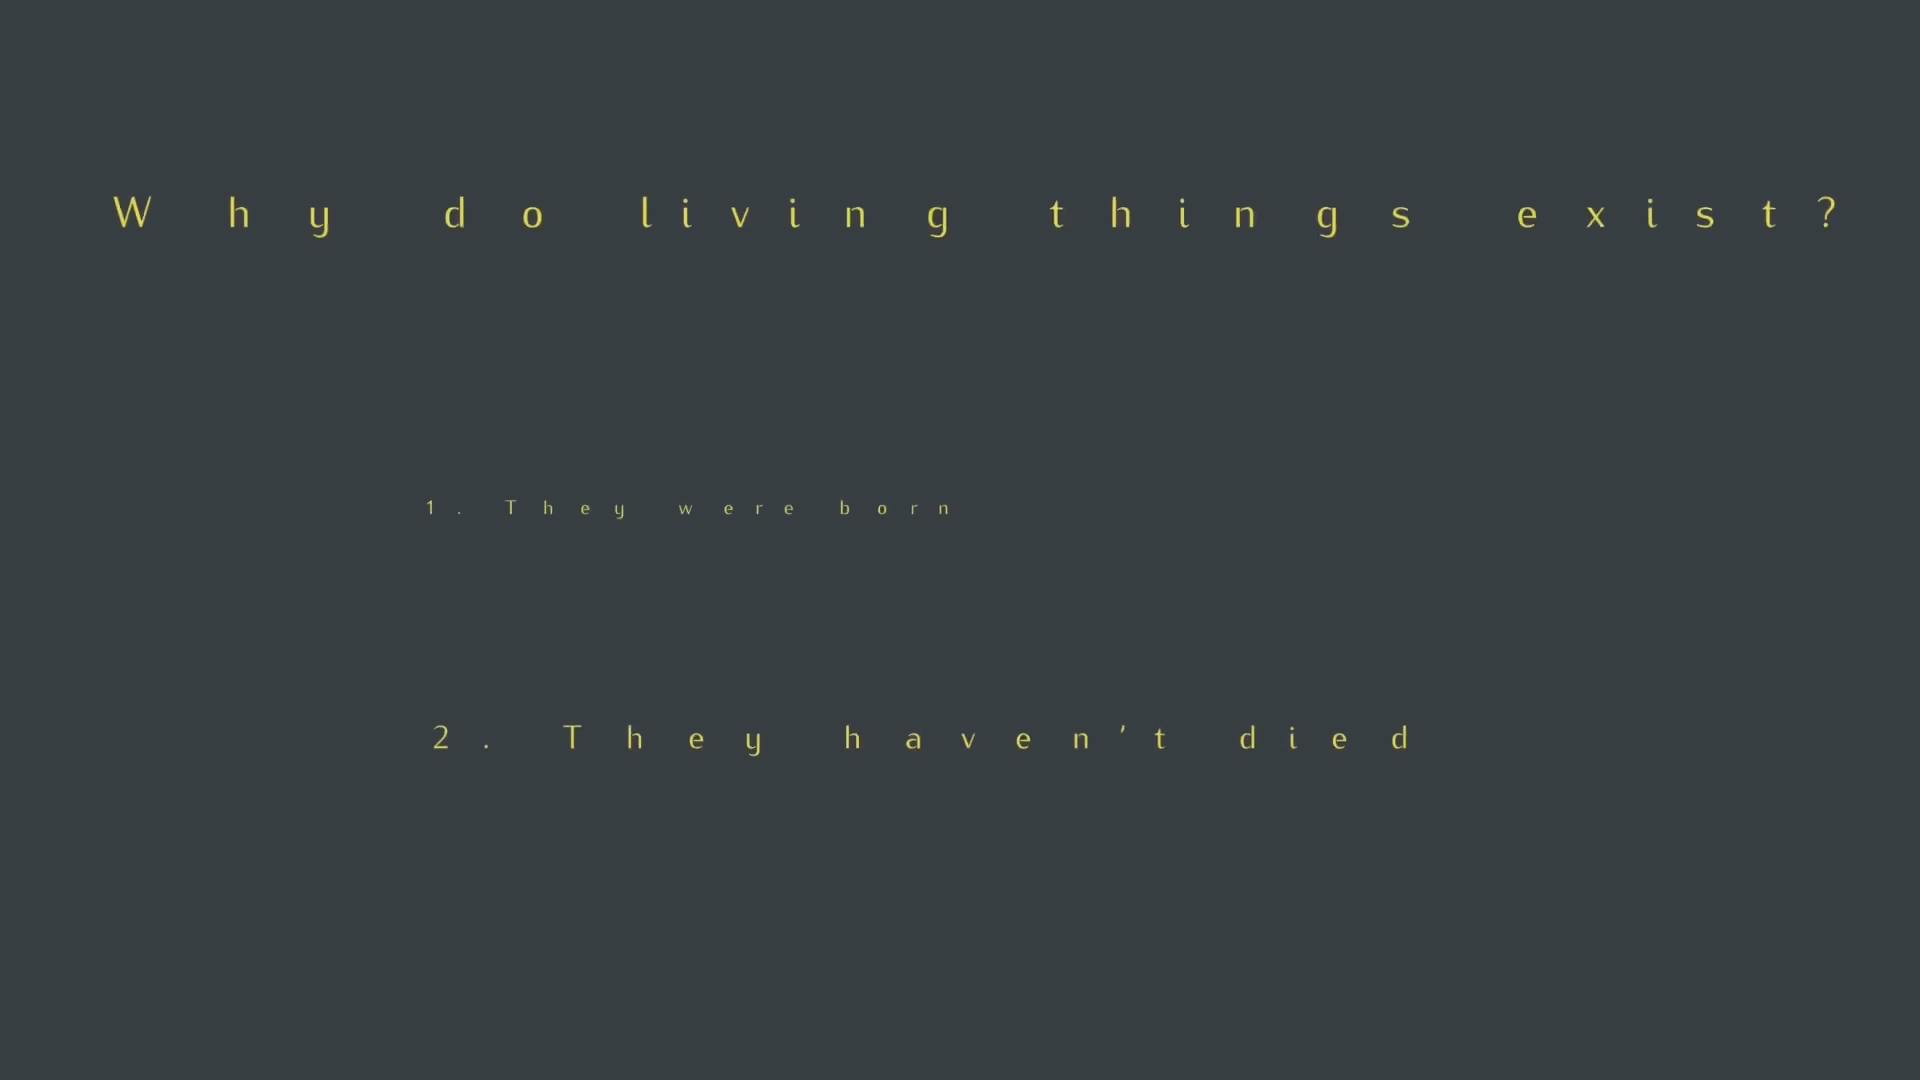 Why do living things exist?
1. They were born
2. They haven't died